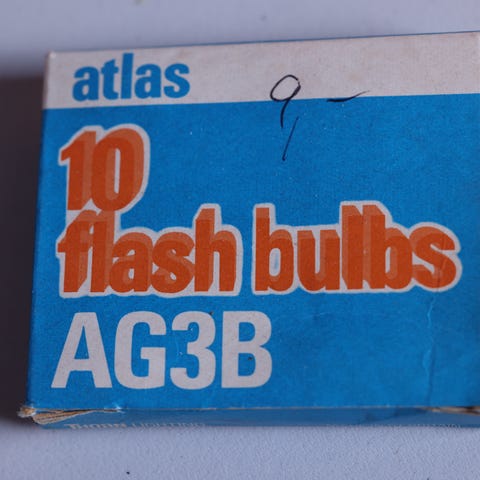 atlas
9,-
10
flash bulbs
AG3B